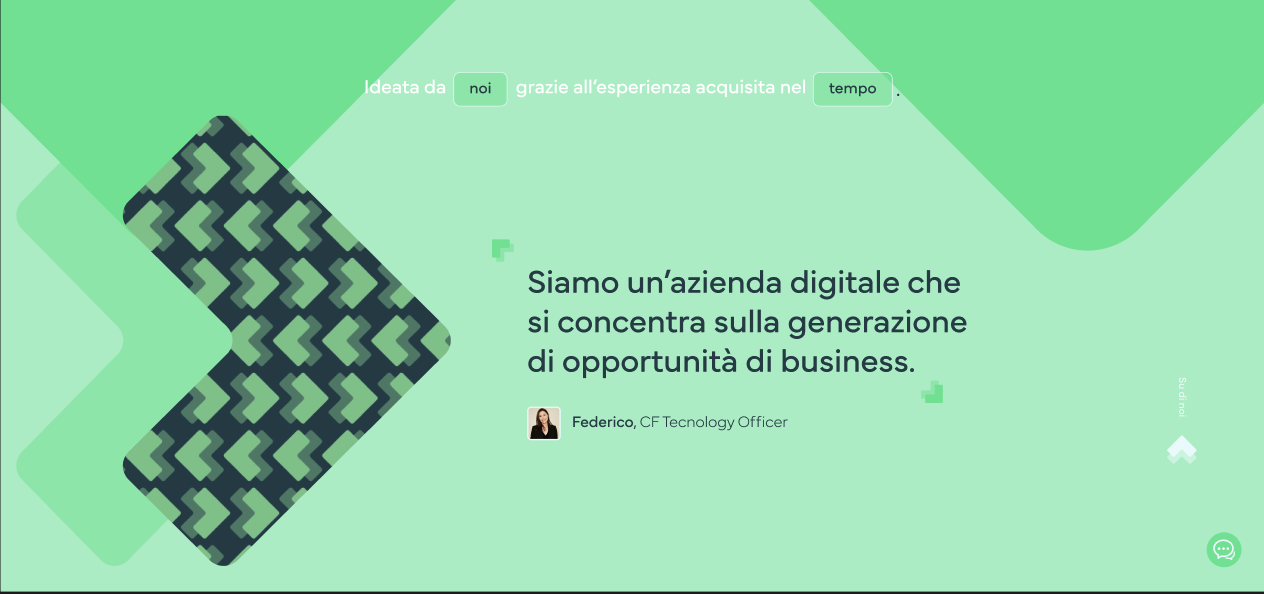 Ideata da noi grazie all'esperienza acquisita nel tempo.
Siamo un'azienda digitale che
si concentra sulla generazione
di opportunità di business.
Federico, CF Tecnology Officer
Su di noi